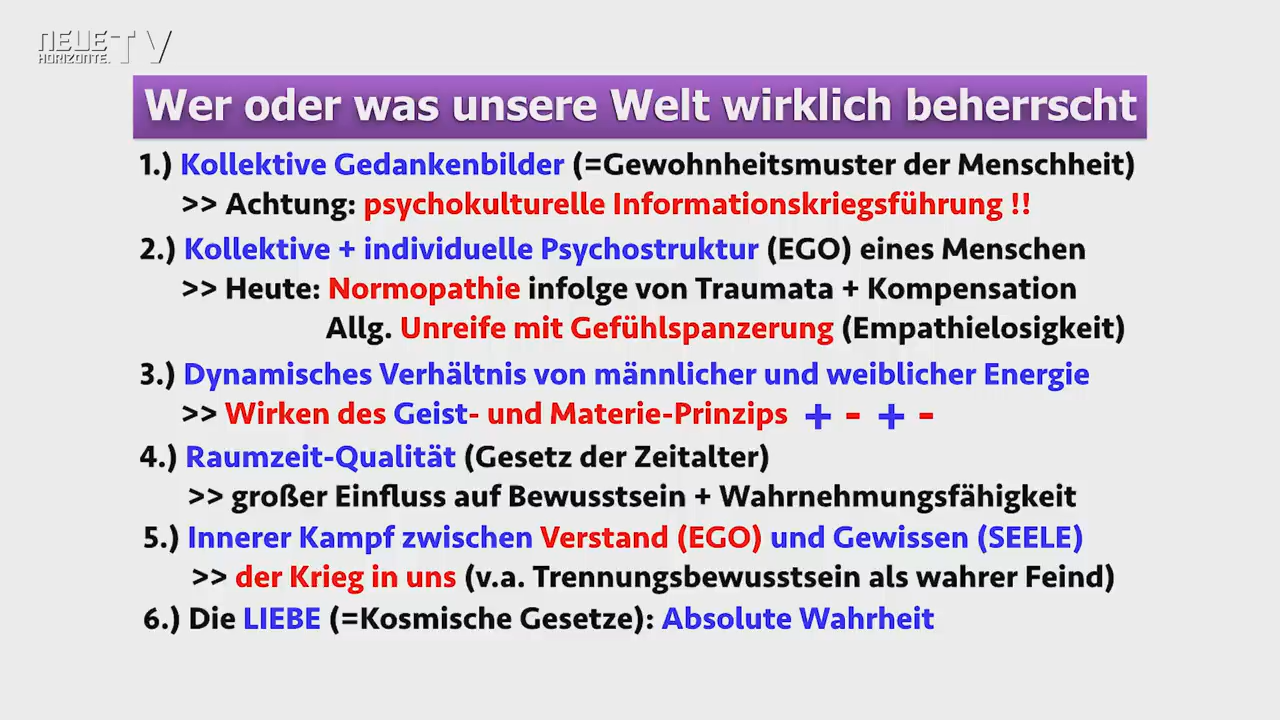 NEUE TV
HORIZONTE.
Wer oder was unsere Welt wirklich beherrscht
1.) Kollektive Gedankenbilder (=Gewohnheitsmuster der Menschheit)
>> Achtung: psychokulturelle Informationskriegsführung !!
2.) Kollektive + individuelle Psychostruktur (EGO) eines Menschen
>> Heute: Normopathie infolge von Traumata + Kompensation
Allg. Unreife mit Gefühlspanzerung (Empathielosigkeit)
3.) Dynamisches Verhältnis von männlicher und weiblicher Energie
>> Wirken des Geist- und Materie-Prinzips + - + -
4.) Raumzeit-Qualität (Gesetz der Zeitalter)
>> großer Einfluss auf Bewusstsein + Wahrnehmungsfähigkeit
5.) Innerer Kampf zwischen Verstand (EGO) und Gewissen (SEELE)
>> der Krieg in uns (v.a. Trennungsbewusstsein als wahrer Feind)
6.) Die LIEBE (=Kosmische Gesetze): Absolute Wahrheit